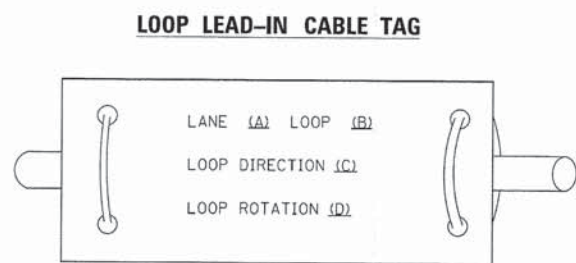 LOOP LEAD–IN CABLE TAG
LANE (A) LOOP (B)
LOOP DIRECTION (C)
LOOP ROTATION (D)